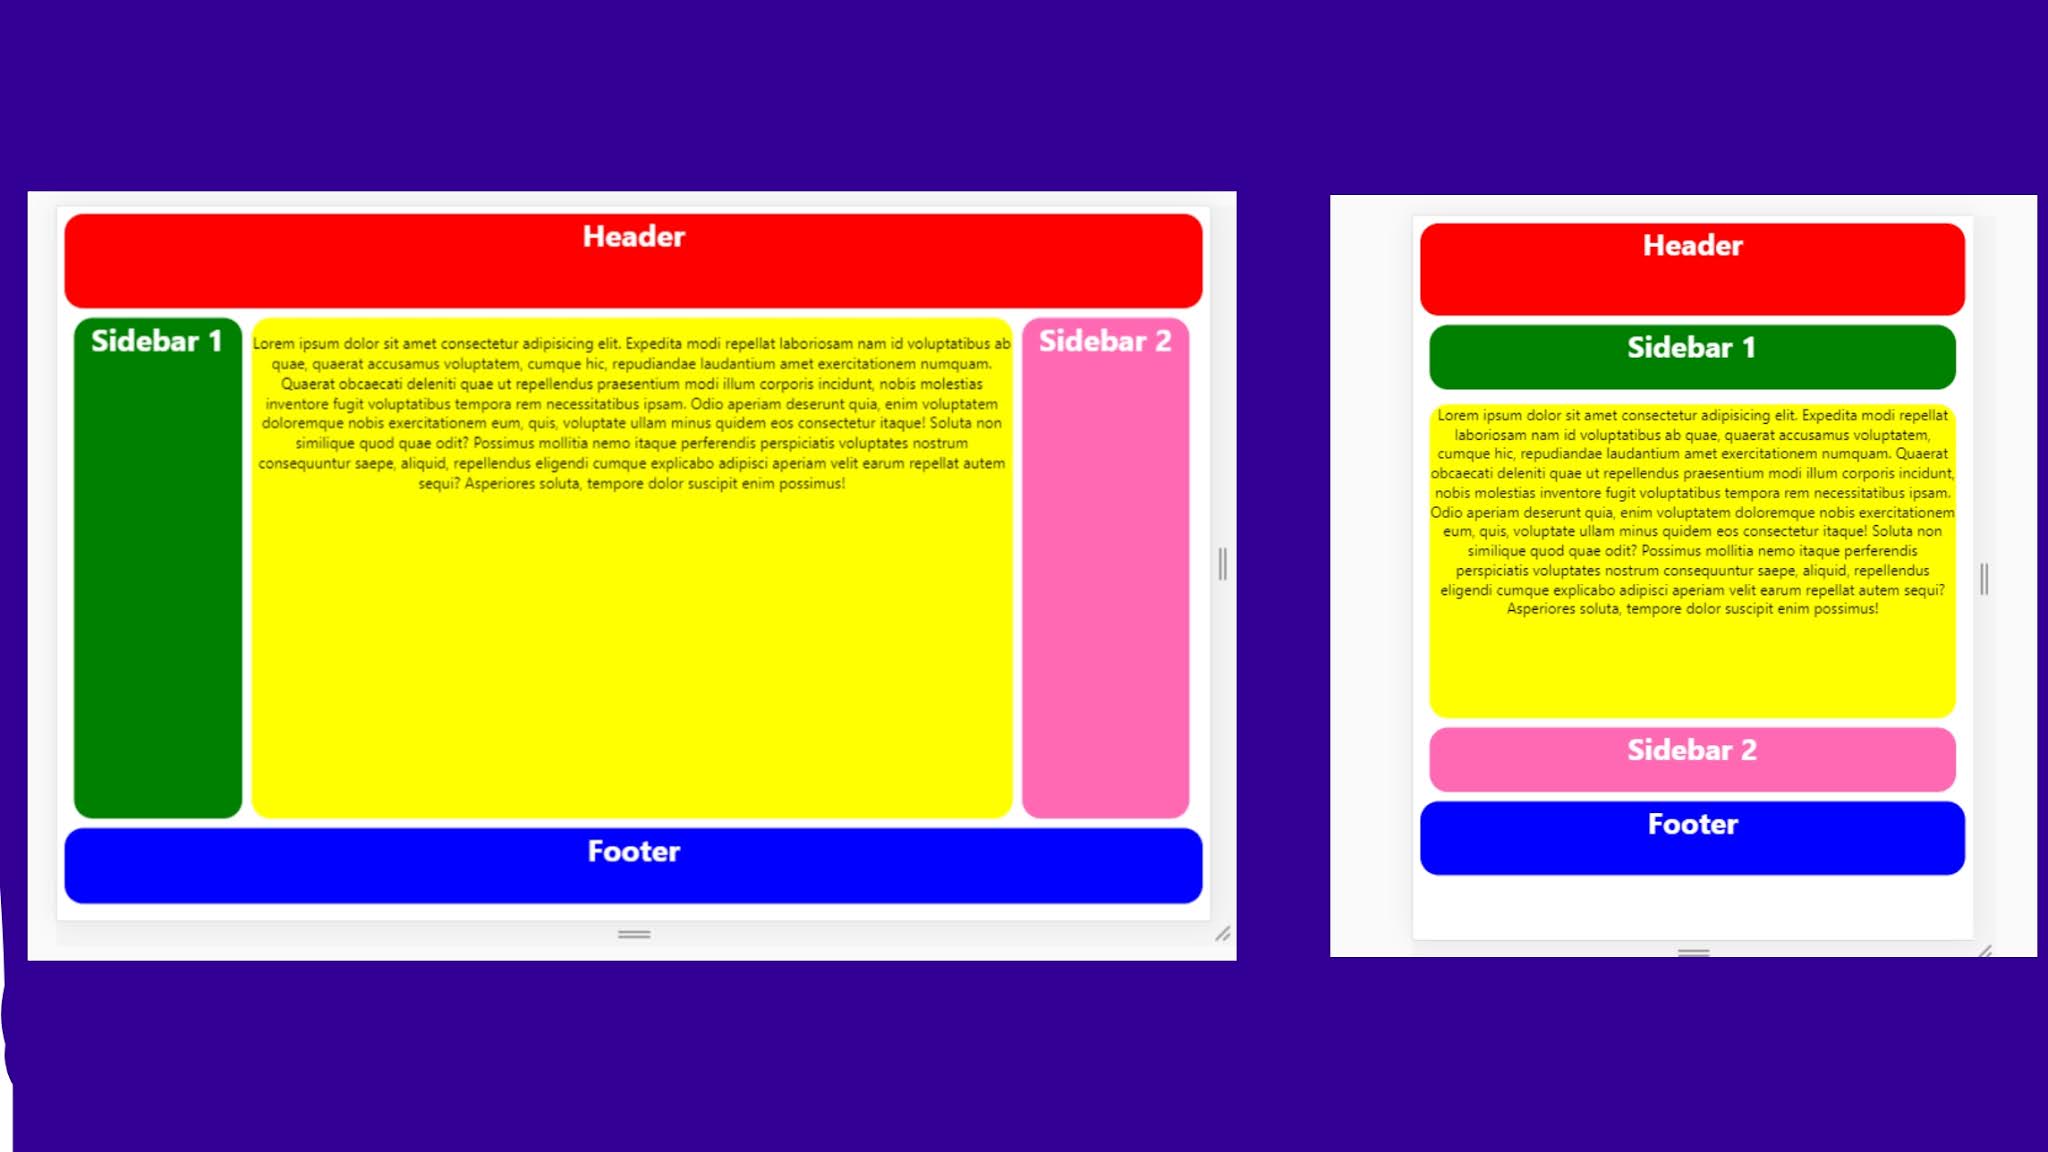 Header
Sidebar 1
Lorem ipsum dolor sit amet consectetur adipisicing elit. Expedita modi repellat laboriosam nam id voluptatibus ab
quae, quaerat accusamus voluptatem, cumque hic, repudiandae laudantium amet exercitationem numquam.
Quaerat obcaecati deleniti quae ut repellendus praesentium modi illum corporis incidunt, nobis molestias
inventore fugit voluptatibus tempora rem necessitatibus ipsam. Odio aperiam deserunt quia, enim voluptatem
doloremque nobis exercitationem eum, quis, voluptate ullam minus quidem eos consectetur itaque! Soluta non
similique quod quae odit? Possimus mollitia nemo itaque perferendis perspiciatis voluptates nostrum
consequuntur saepe, aliquid, repellendus eligendi cumque explicabo adipisci aperiam velit earum repellat autem
sequi? Asperiores soluta, tempore dolor suscipit enim possimus!
Sidebar 2
Footer
Header
Sidebar 1
Lorem ipsum dolor sit amet consectetur adipisicing elit. Expedita modi repellat
laboriosam nam id voluptatibus ab quae, quaerat accusamus voluptatem,
cumque hic, repudiandae laudantium amet exercitationem numquam. Quaerat
obcaecati deleniti quae ut repellendus praesentium modi illum corporis incidunt,
nobis molestias inventore fugit voluptatibus tempora rem necessitatibus ipsam.
Odio aperiam deserunt quia, enim voluptatem doloremque nobis exercitationem
eum, quis, voluptate ullam minus quidem eos consectetur itaque! Soluta non
similique quod quae odit? Possimus mollitia nemo itaque perferendis
perspiciatis voluptates nostrum consequuntur saepe, aliquid, repellendus
eligendi cumque explicabo adipisci aperiam velit earum repellat autem sequi?
Asperiores soluta, tempore dolor suscipit enim possimus!
Sidebar 2
Footer